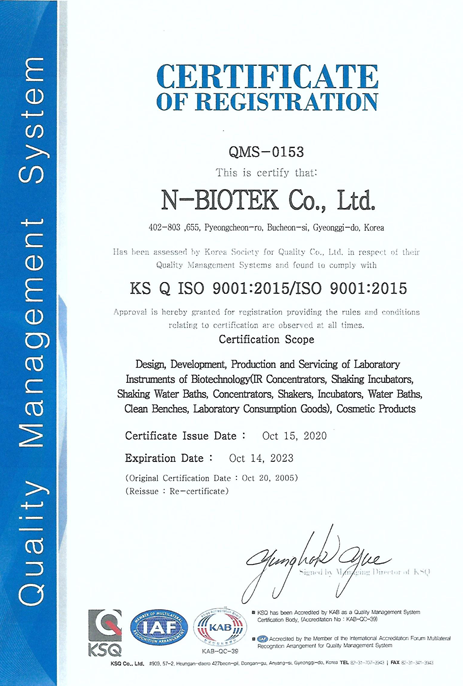 Quality Management System
CERTIFICATE
OF REGISTRATION
QMS-0153
This is certify that:
N-BIOTEK Co., Ltd.
402-803 ,655, Pyeongcheon-ro, Bucheon-si, Gyeonggi-do, Korea
Has been assessed by Korea Society for Quality Co., Ltd. in respect of their
Quality Management Systems and found to comply with
KS Q ISO 9001:2015/ISO 9001:2015
Approval is hereby granted for registration providing the rules and conditions
relating to certification are observed at all times.
Certification Scope
Design, Development, Production and Servicing of Laboratory
Instruments of Biotechnology(IR Concentrators, Shaking Incubators,
Shaking Water Baths, Concentrators, Shakers, Incubators, Water Baths,
Clean Benches, Laboratory Consumption Goods), Cosmetic Products
Certificate Issue Date : Oct 15, 2020
Expiration Date : Oct 14, 2023
(Original Certification Date : Oct 20, 2005)
(Reissue : Re-certificate)
Signed by Managing Director of KSQ
KSQ
IAF
KAB
KAB-QC-39
KSQ has been Accredited by KAB as a Quality Management System
Certification Body. (Accreditation No : KAB-QC-39)
IAF Accredited by the Member of the International Accreditation Forum Multilateral
Recognition Arrangement for Quality Management System.
KSQ Co., Ltd. #909, 57-2, Heungan-daero 427beon-gil, Dongan-gu, Anyang-si, Gyeonggi-do, Korea TEL FAX